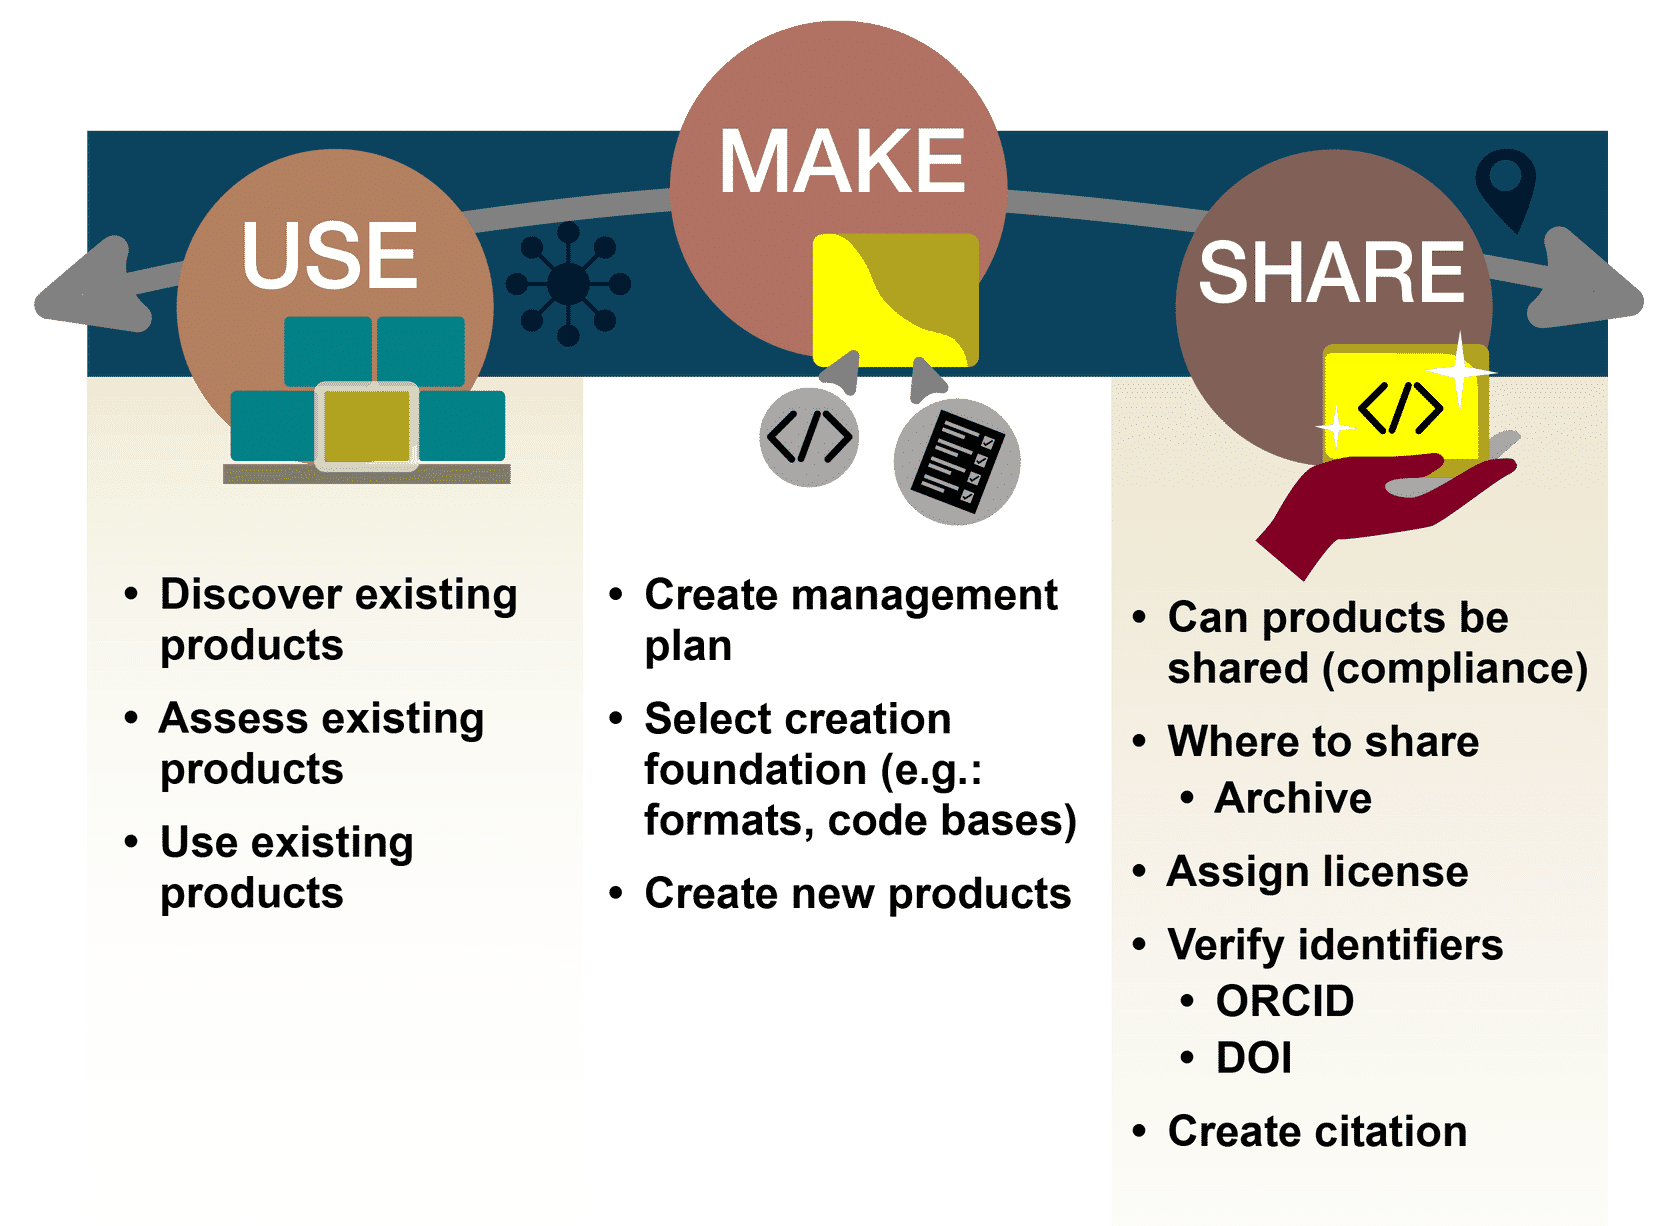 USE
MAKE
SHARE
• Discover existing
products
• Assess existing
products
• Use existing
products
• Create management
plan
• Select creation
foundation (e.g.:
formats, code bases)
• Create new products
</>
</>
• Can products be
shared (compliance)
• Where to share
• Archive
• Assign license
• Verify identifiers
• ORCID
• DOI
• Create citation